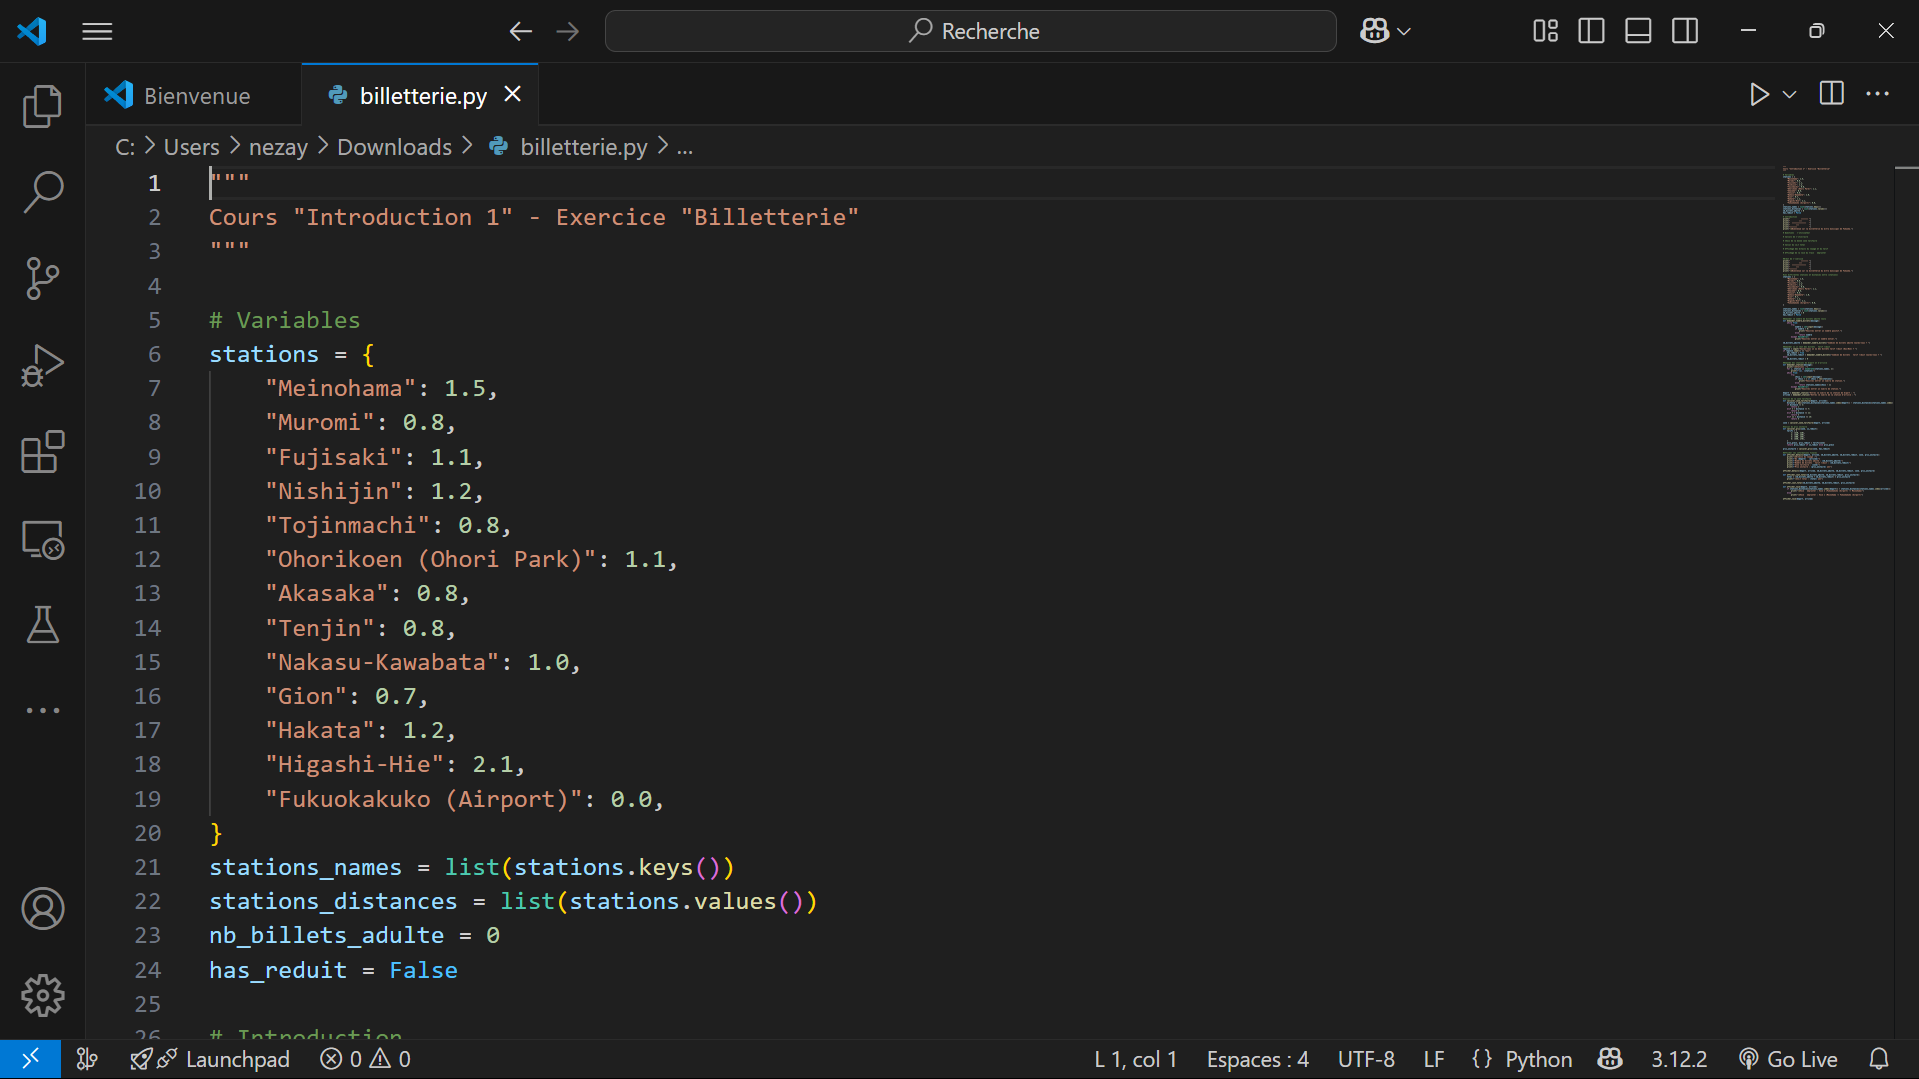 Recherche
Bienvenue
billetterie.py
C: > Users > nezay > Downloads > billetterie.py > ...
1 """
2 Cours "Introduction 1" - Exercice "Billetterie"
3 """
4
5 # Variables
6 stations = {
7 "Meinohama": 1.5,
8 "Muromi": 0.8,
9 "Fujisaki": 1.1,
10 "Nishijin": 1.2,
11 "Tojinmachi": 0.8,
12 "Ohorikoen (Ohori Park)": 1.1,
13 "Akasaka": 0.8,
14 "Tenjin": 0.8,
15 "Nakasu-Kawabata": 1.0,
16 "Gion": 0.7,
17 "Hakata": 1.2,
18 "Higashi-Hie": 2.1,
19 "Fukuokakuko (Airport)": 0.0,
20 }
21 stations_names = list(stations.keys())
22 stations_distances = list(stations.values())
23 nb_billets_adulte = 0
24 has_reduit = False
25
26 # Introduction
Launchpad 0 0 L 1, col 1 Espaces : 4 UTF-8 LF {} Python 3.12.2 Go Live